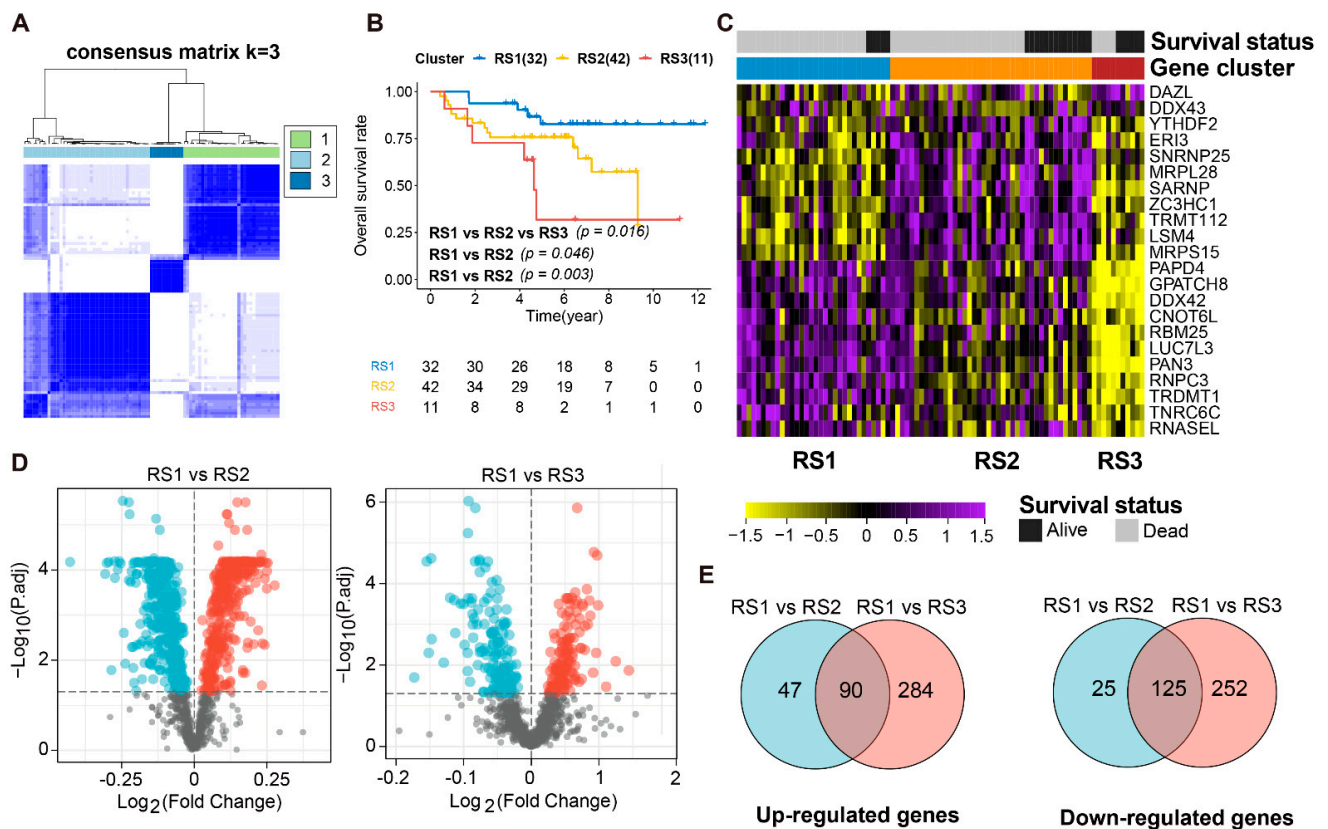 A
consensus matrix k=3
1
2
3
B
Cluster RS1(32) RS2(42) RS3(11)
Overall survival rate
1.00
0.75
0.50
0.25
0.00
RS1 vs RS2 vs RS3 (p = 0.016)
RS1 vs RS2 (p = 0.046)
RS1 vs RS2 (p = 0.003)
0 2 4 6 8 10 12
Time(year)
RS1 32 30 26 18 8 5 1
RS2 42 34 29 19 7 0 0
RS3 11 8 8 2 1 1 0
C
Survival status
Gene cluster
DAZL
DDX43
YTHDF2
ERI3
SNRNP25
MRPL28
SARNP
ZC3HC1
TRMT112
LSM4
MRPS15
PAPD4
GPATCH8
DDX42
CNOT6L
RBM25
LUC7L3
PAN3
RNPC3
TRDMT1
TNRC6C
RNASEL
RS1 RS2 RS3
−1.5 −1 −0.5 0 0.5 1 1.5
Survival status
Alive Dead
D
RS1 vs RS2
−Log10(P.adj)
6
4
2
0
-0.25 0 0.25
Log2(Fold Change)
RS1 vs RS3
−Log10(P.adj)
6
4
2
0
-0.2 -0.1 0 1 2
Log2(Fold Change)
E
RS1 vs RS2 RS1 vs RS3
47 90 284
Up-regulated genes
RS1 vs RS2 RS1 vs RS3
25 125 252
Down-regulated genes